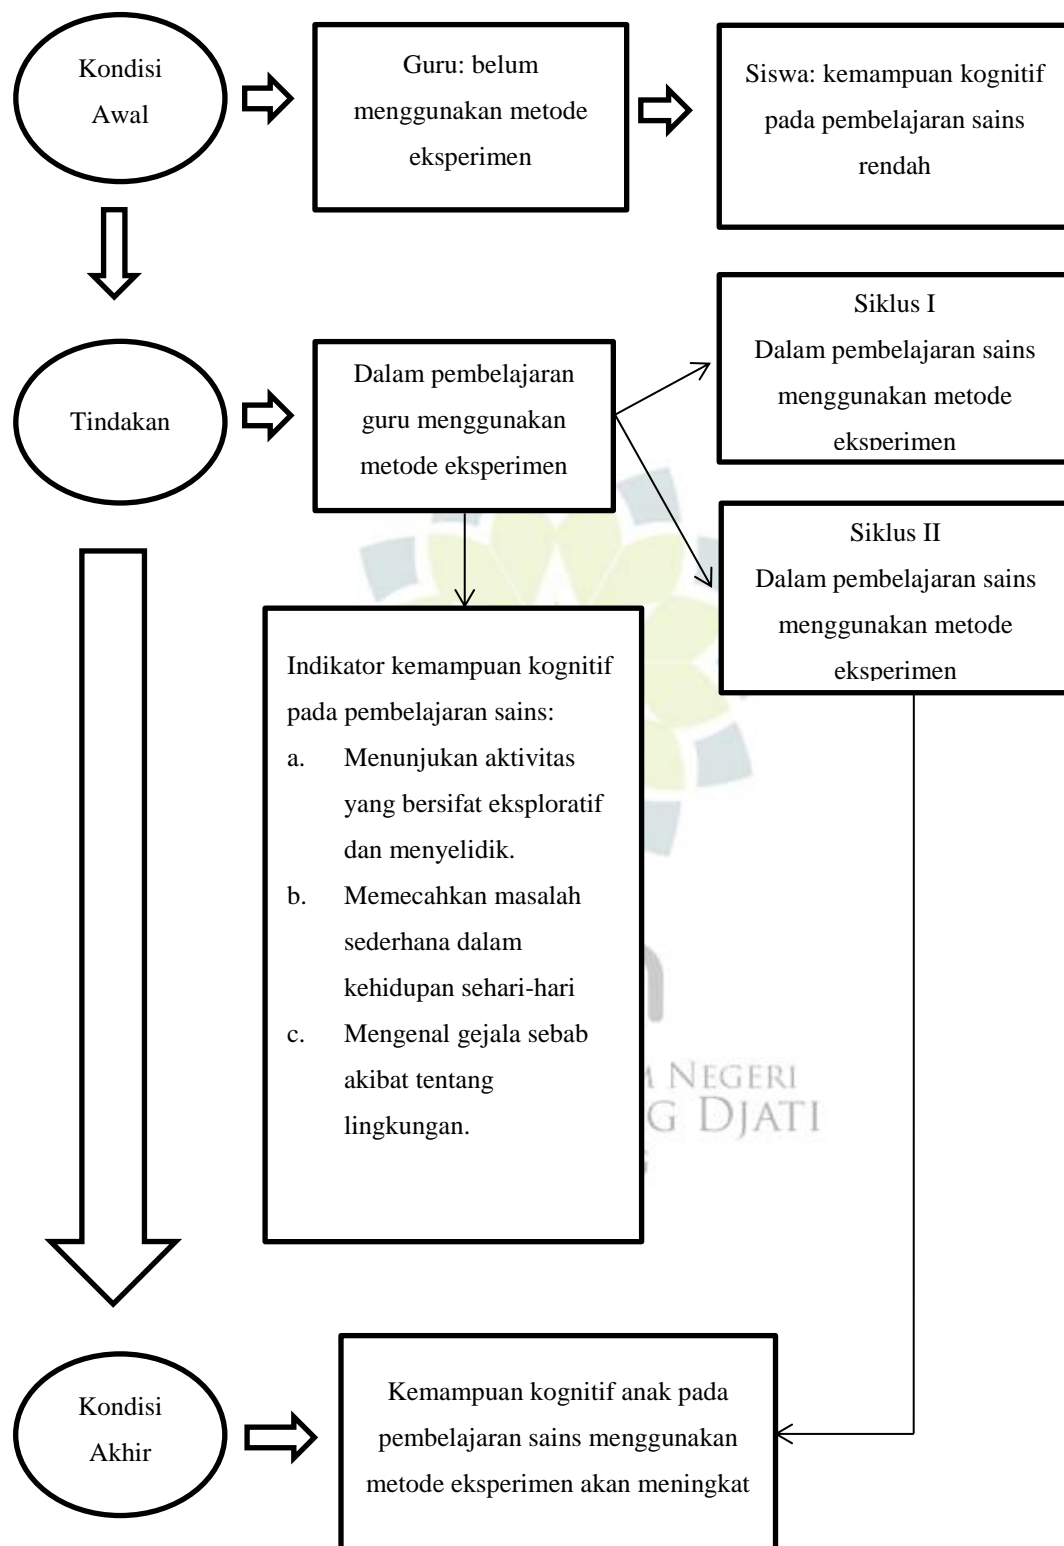 Kondisi
Awal
Guru: belum
menggunakan metode
eksperimen
Siswa: kemampuan kognitif
pada pembelajaran sains
rendah
Tindakan
Dalam pembelajaran
guru menggunakan
metode eksperimen
Siklus I
Dalam pembelajaran sains
menggunakan metode
eksperimen
Siklus II
Dalam pembelajaran sains
menggunakan metode
eksperimen
Indikator kemampuan kognitif
pada pembelajaran sains:
a. Menunjukan aktivitas
yang bersifat eksploratif
dan menyelidik.
b. Memecahkan masalah
sederhana dalam
kehidupan sehari-hari
c. Mengenal gejala sebab
akibat tentang
lingkungan.
NEGERI
G DJATI
Kondisi
Akhir
Kemampuan kognitif anak pada
pembelajaran sains menggunakan
metode eksperimen akan meningkat